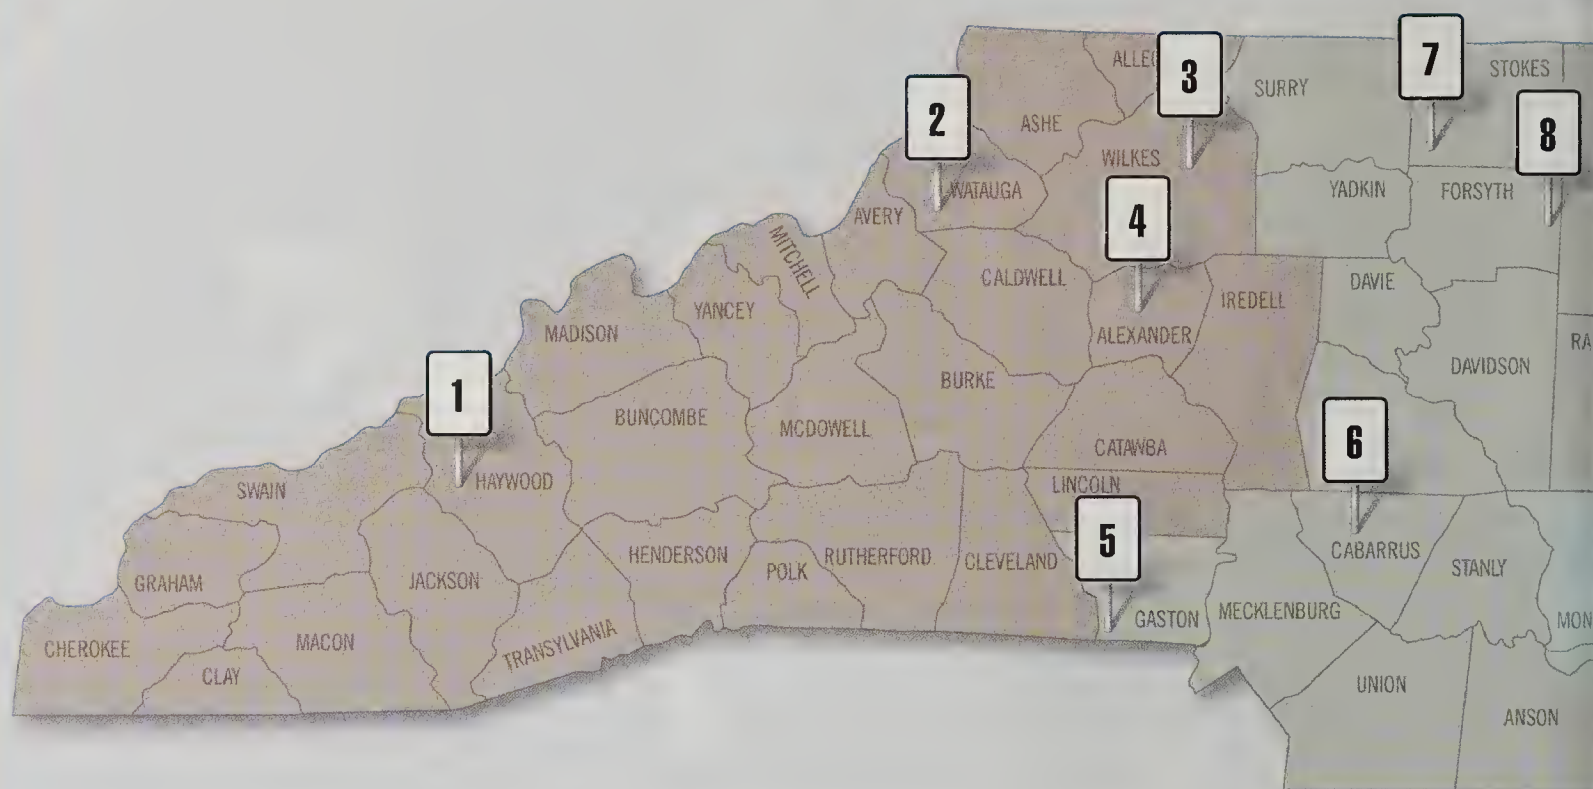 7
3
STOKES
ALLE
SURRY
2
8
ASHE
WILKES
WATAUGA
YADKIN
FORSYTH
4
AVERY
MITCHELL
CALDWELL
DAVIE
IREDELL
YANCEY
MADISON
ALEXANDER
RA
DAVIDSON
BURKE
1
BUNCOMBE
MCDOWELL
6
CATAWBA
HAYWOOD
LINCOLN
SWAIN
5
CABARRUS
HENDERSON
RUTHERFORD
CLEVELAND
POLK
STANLY
GRAHAM
JACKSON
MECKLENBURG
GASTON
MON
TRANSYLVANIA
MACON
CHEROKEE
CLAY
UNION
ANSON